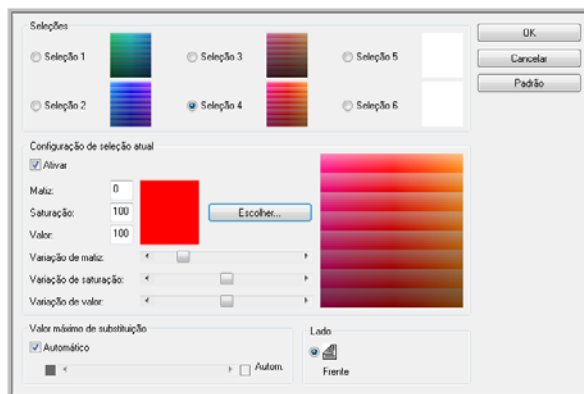 Seleções
OK
Seleção 1
Seleção 3
Seleção 5
Cancelar
Padrão
Seleção 2
Seleção 4
Seleção 6
Configuração de seleção atual
Ativar
Matiz: 0
Saturação: 100
Escolher...
Valor: 100
Variação de matiz:
Variação de saturação:
Variação de valor:
Valor máximo de substituição
Lado
Automático
Autom.
Frente